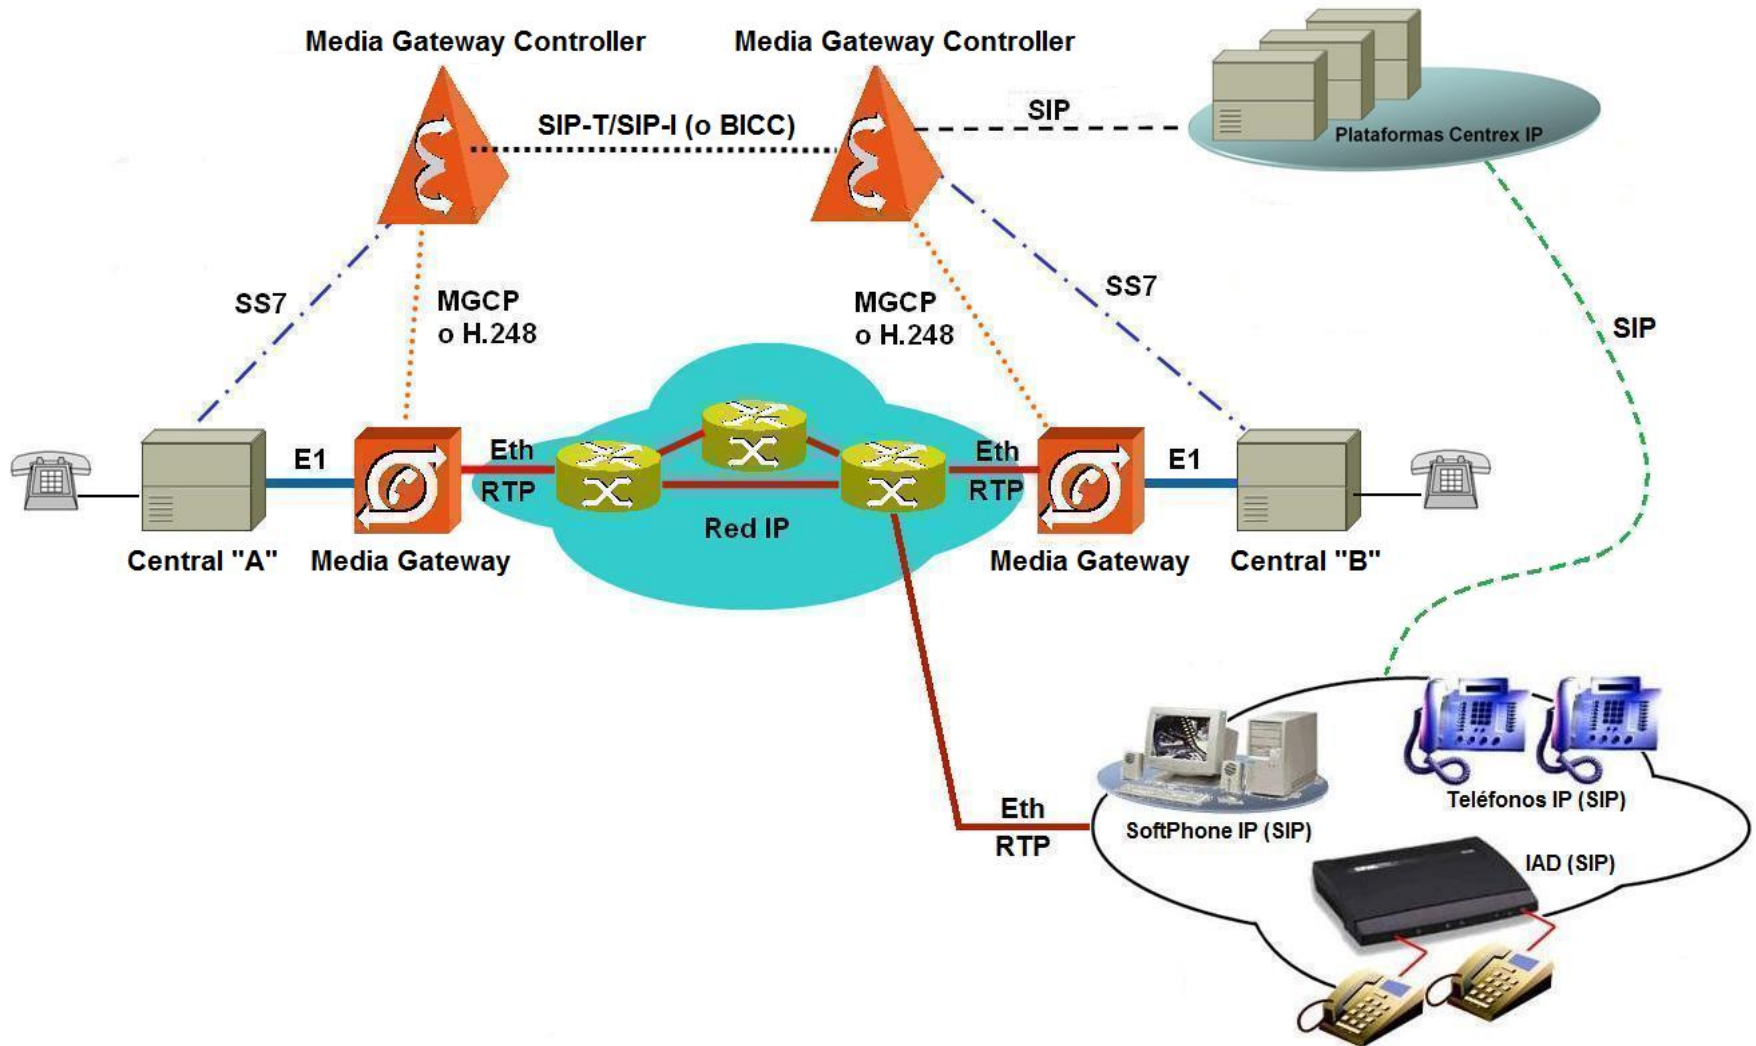 Media Gateway Controller
Media Gateway Controller
SIP-T/SIP-I (o BICC)
SIP
Plataformas Centrex IP
SS7
MGCP
o H.248
MGCP
o H.248
SS7
SIP
E1
Eth
RTP
Red IP
Eth
RTP
E1
Central "A"
Media Gateway
Media Gateway
Central "B"
Eth
RTP
SoftPhone IP (SIP)
Teléfonos IP (SIP)
IAD (SIP)